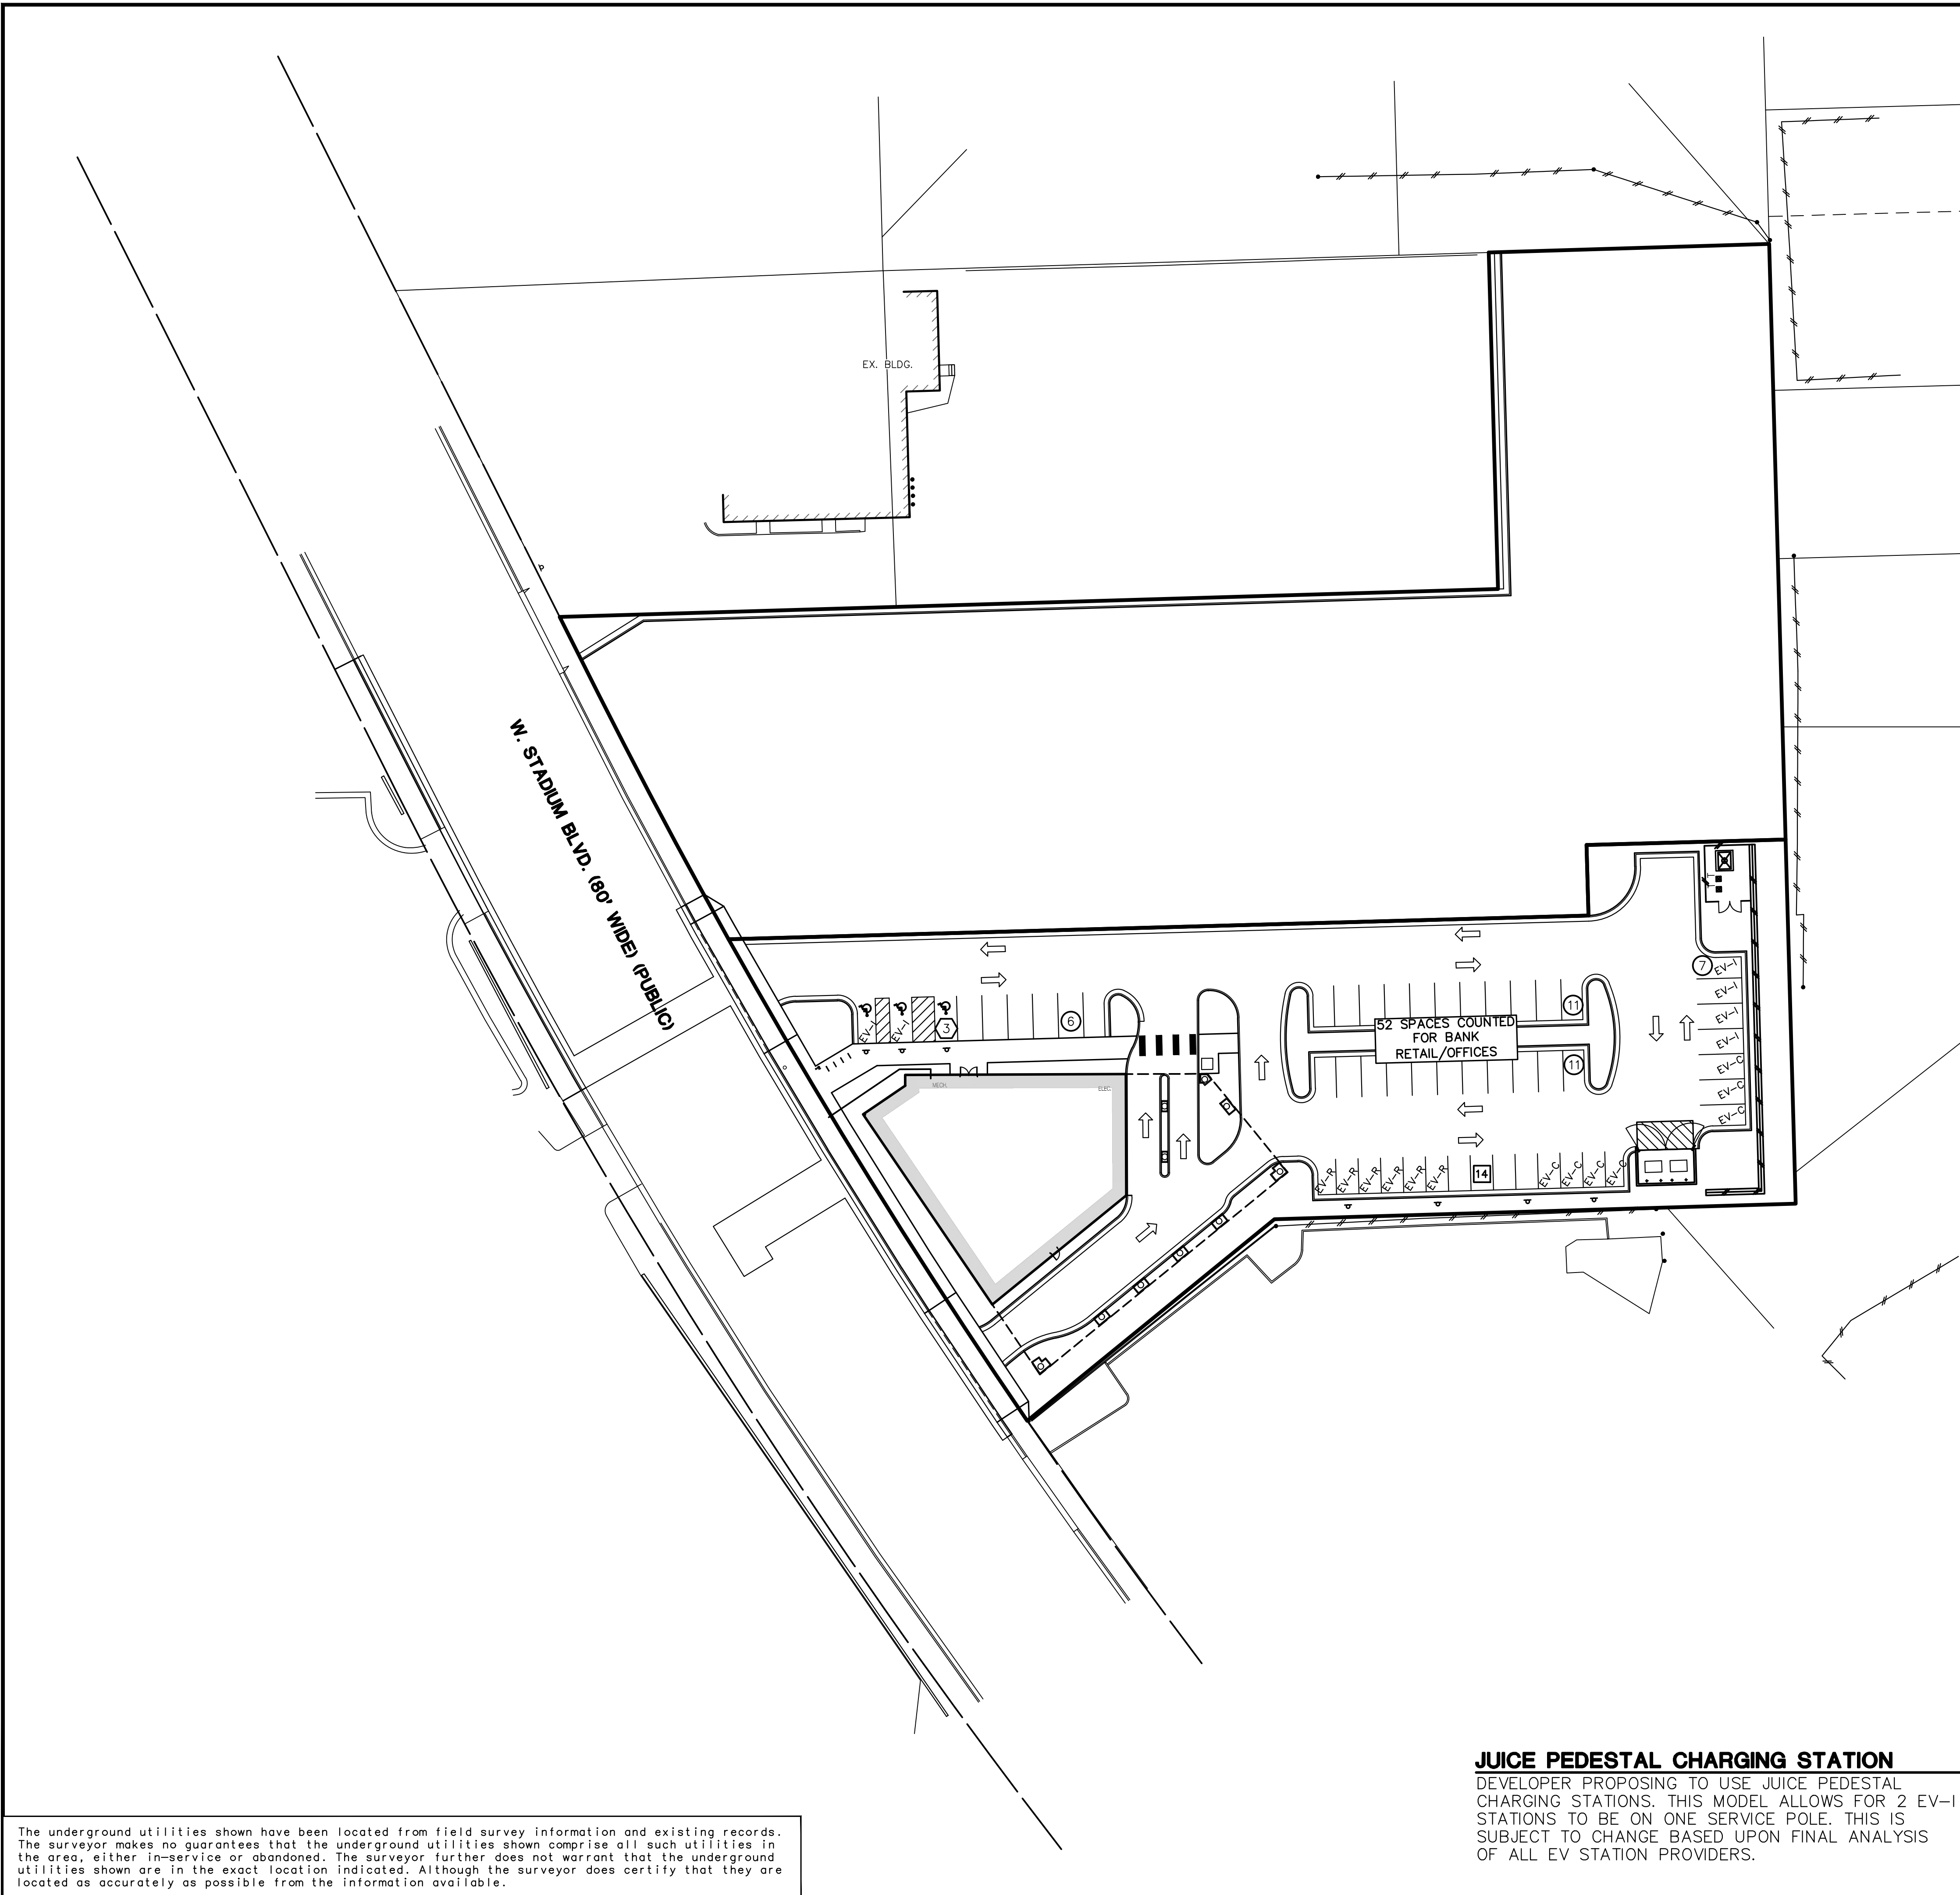 EX. BLDG.
W. STADIUM BLVD. (80' WIDE) (PUBLIC)
7
EV-I
EV-I
EV-I
EV-I
EV-C
EV-C
EV-C
EV-I
EV-I
3
6
11
52 SPACES COUNTED
FOR BANK
RETAIL/OFFICES
11
MECH.
ELEC.
EV-R
EV-R
EV-R
EV-R
EV-R
EV-R
14
EV-C
EV-C
EV-C
EV-C
JUICE PEDESTAL CHARGING STATION
DEVELOPER PROPOSING TO USE JUICE PEDESTAL
CHARGING STATIONS. THIS MODEL ALLOWS FOR 2 EV-I
STATIONS TO BE ON ONE SERVICE POLE. THIS IS
SUBJECT TO CHANGE BASED UPON FINAL ANALYSIS
OF ALL EV STATION PROVIDERS.
The underground utilities shown have been located from field survey information and existing records.
The surveyor makes no guarantees that the underground utilities shown comprise all such utilities in
the area, either in-service or abandoned. The surveyor further does not warrant that the underground
utilities shown are in the exact location indicated. Although the surveyor does certify that they are
located as accurately as possible from the information available.